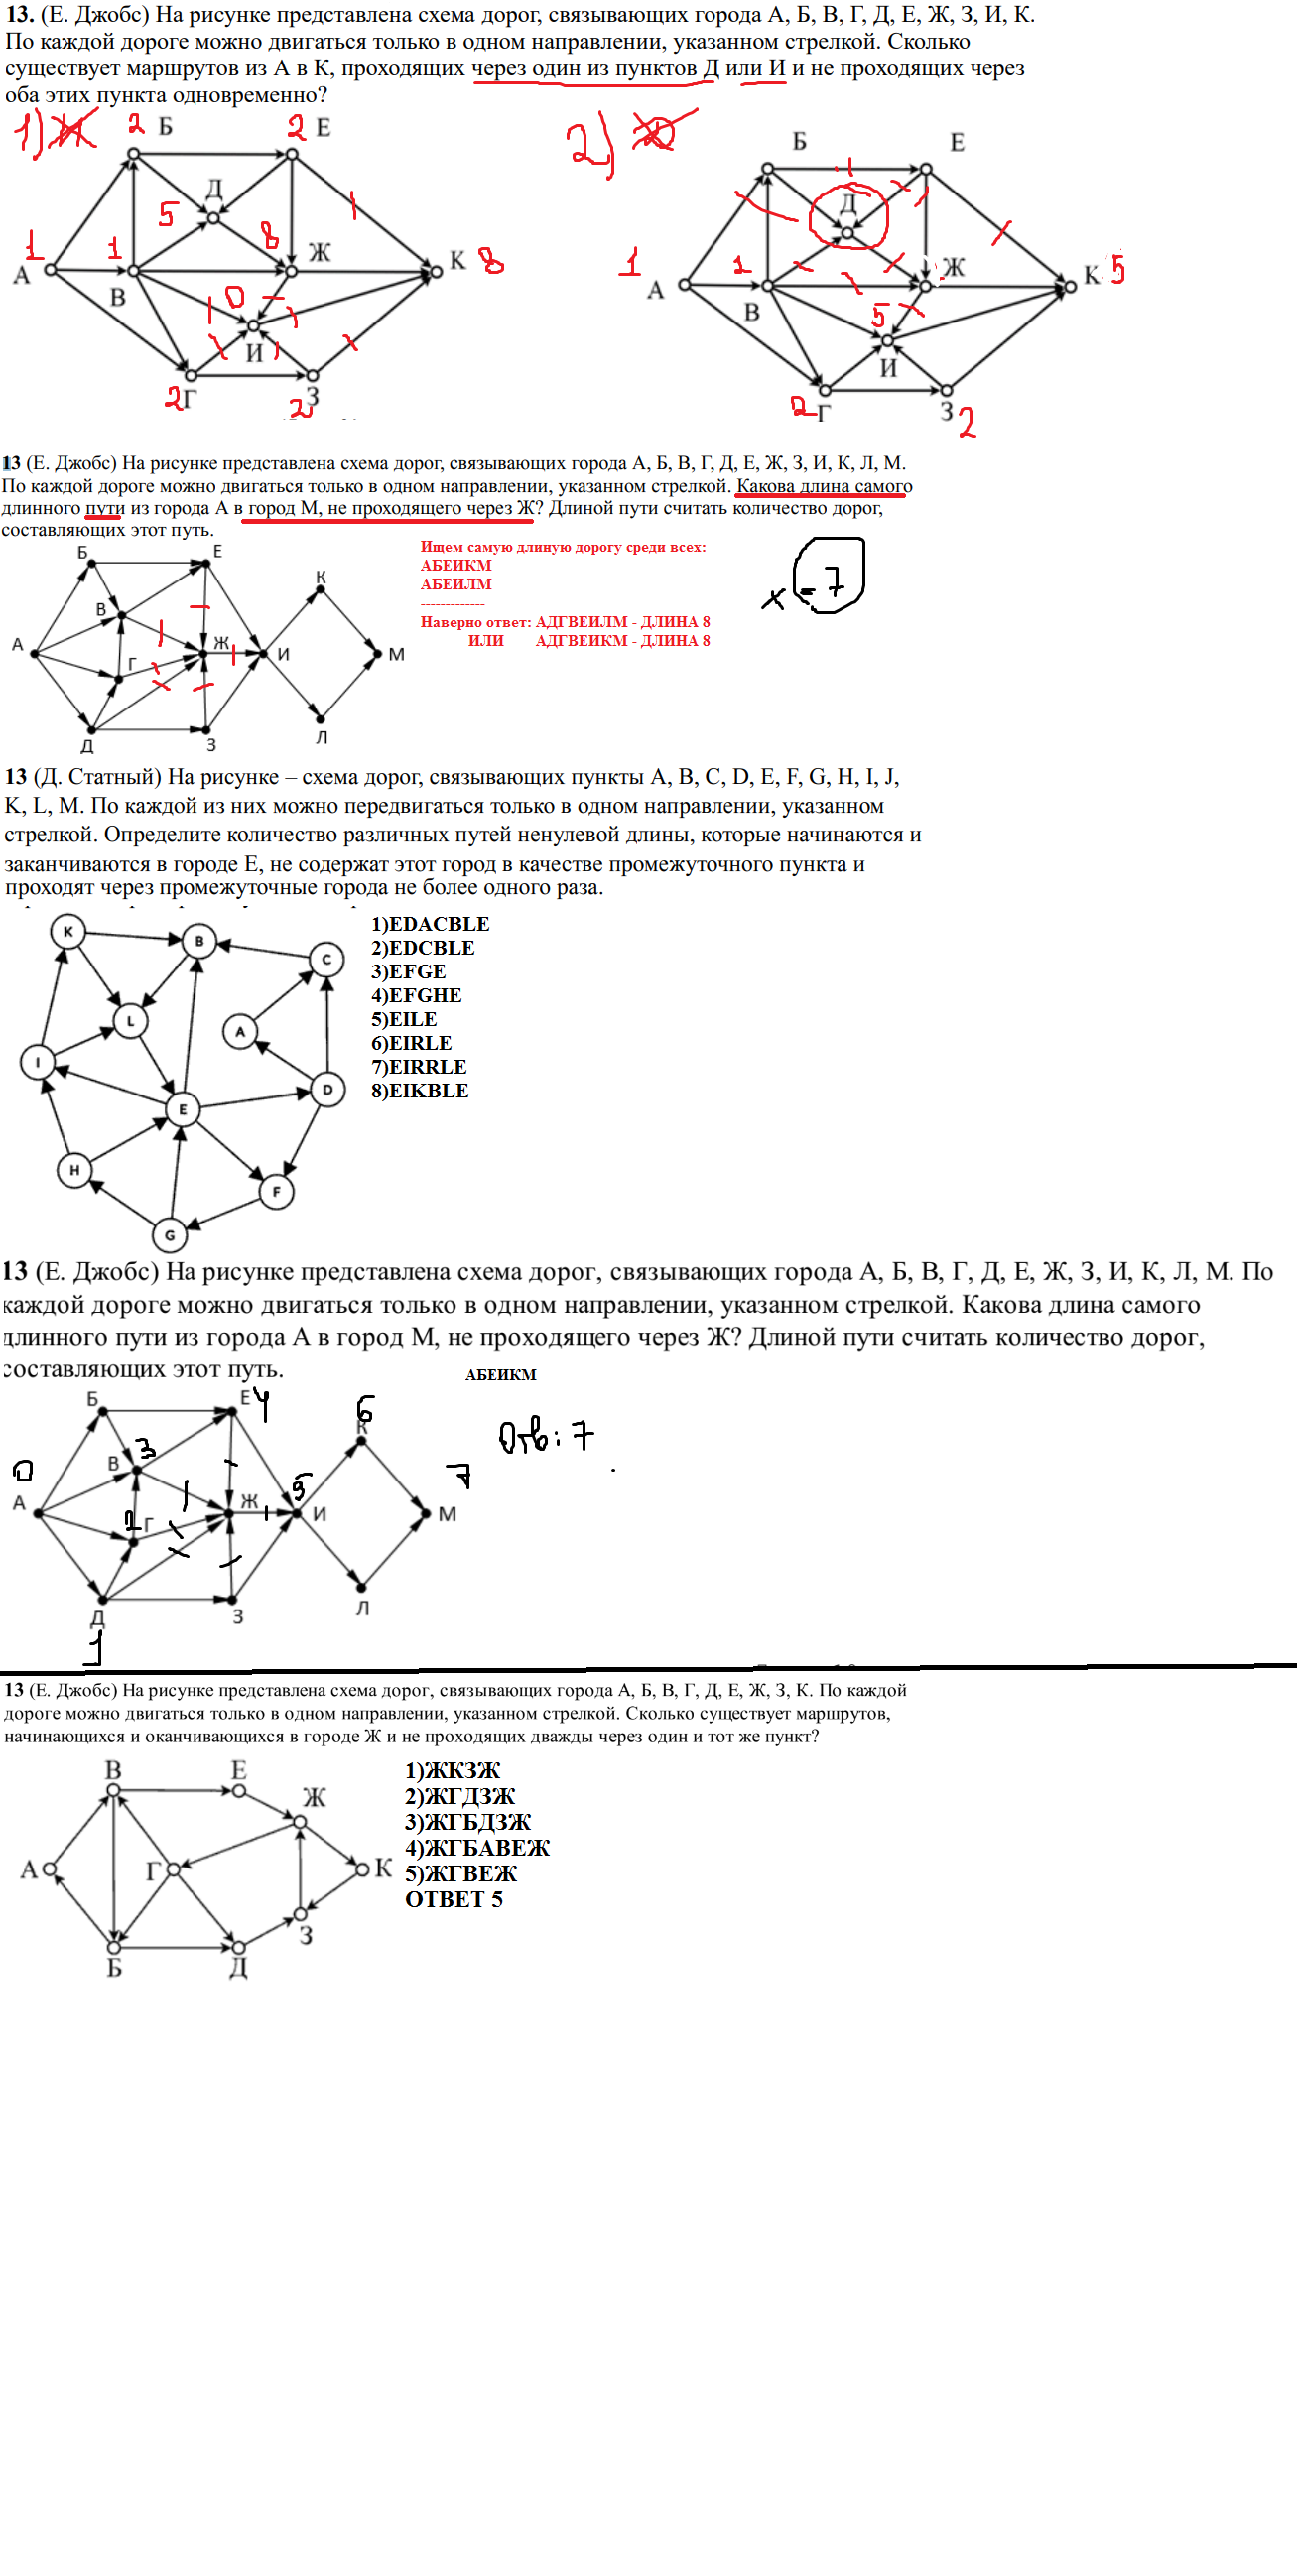 13. (Е. Джобс) На рисунке представлена схема дорог, связывающих города А, Б, В, Г, Д, Е, Ж, З, И, К.
По каждой дороге можно двигаться только в одном направлении, указанном стрелкой. Сколько
существует маршрутов из А в К, проходящих через один из пунктов Д или И и не проходящих через
оба этих пункта одновременно?
1) И
2) Д
2 Б
2 Е
Д
5
8
1
1
Ж
К 8
А
В
0
И
2 Г
2 З
Б
Е
Д
1
1
Ж
К 5
А
В
5
И
2 Г
З 2
13 (Е. Джобс) На рисунке представлена схема дорог, связывающих города А, Б, В, Г, Д, Е, Ж, З, И, К, Л, М.
По каждой дороге можно двигаться только в одном направлении, указанном стрелкой. Какова длина самого
длинного пути из города А в город М, не проходящего через Ж? Длиной пути считать количество дорог,
составляющих этот путь.
Ищем самую длиную дорогу среди всех:
АБЕИКМ
АБЕИЛМ
-------------
Наверно ответ: АДГВЕИЛМ - ДЛИНА 8
ИЛИ АДГВЕИКМ - ДЛИНА 8
x = 7
Б
Е
К
В
А
Ж
И
М
Г
Д
З
Л
13 (Д. Статный) На рисунке – схема дорог, связывающих пункты A, B, C, D, E, F, G, H, I, J,
K, L, M. По каждой из них можно передвигаться только в одном направлении, указанном
стрелкой. Определите количество различных путей ненулевой длины, которые начинаются и
заканчиваются в городе E, не содержат этот город в качестве промежуточного пункта и
проходят через промежуточные города не более одного раза.
K
B
C
L
A
I
D
E
H
F
G
1)EDACBLE
2)EDCBLE
3)EFGE
4)EFGHE
5)EILE
6)EIRLE
7)EIRRLE
8)EIKBLE
13 (Е. Джобс) На рисунке представлена схема дорог, связывающих города А, Б, В, Г, Д, Е, Ж, З, И, К, Л, М. По
каждой дороге можно двигаться только в одном направлении, указанном стрелкой. Какова длина самого
длинного пути из города А в город М, не проходящего через Ж? Длиной пути считать количество дорог,
составляющих этот путь.
АБЕИКМ
Отв: 7
Б
Е 4
6
К
В 3
0
А
5
7
Ж
И
М
2 Г
Д
1
З
Л
13 (Е. Джобс) На рисунке представлена схема дорог, связывающих города А, Б, В, Г, Д, Е, Ж, З, К. По каждой
дороге можно двигаться только в одном направлении, указанном стрелкой. Сколько существует маршрутов,
начинающихся и оканчивающихся в городе Ж и не проходящих дважды через один и тот же пункт?
В
Е
Ж
А
Г
К
З
Б
Д
1)ЖКЗЖ
2)ЖГДЗЖ
3)ЖГБДЗЖ
4)ЖГБАВЕЖ
5)ЖГВЕЖ
ОТВЕТ 5